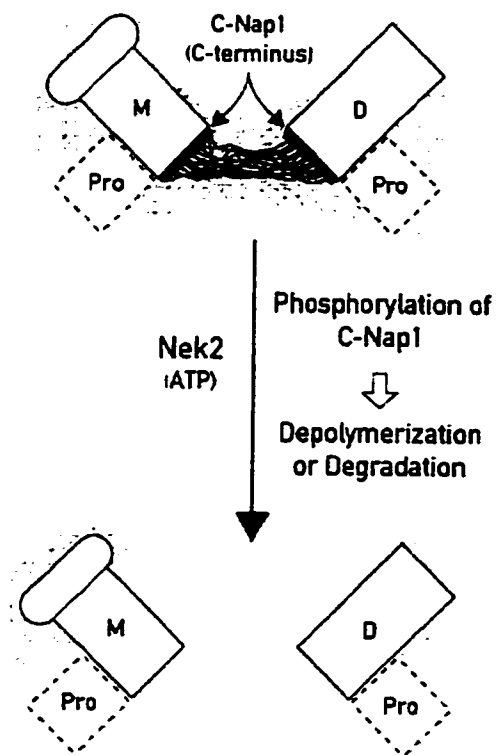 C-Nap1
(C-terminus)
M
D
Pro
Pro
Nek2
(ATP)
Phosphorylation of
C-Nap1
Depolymerization
or Degradation
M
D
Pro
Pro